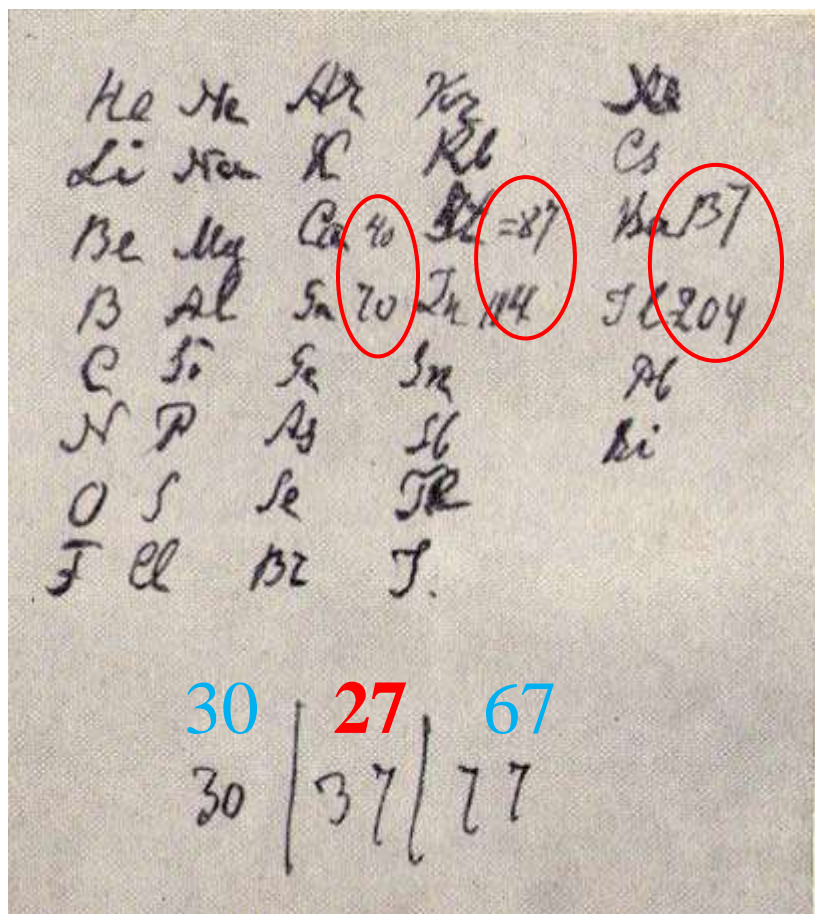 He Ne Ar Kr Xe
Li Na K Rb Cs
Be Mg Ca 40 Sr =87 Ba 137
B Al Ga 70 In 114 Tl 204
C Si Ge Sn Pb
N P As Sb Bi
O S Se Te
F Cl Br J.
30 27 67
30 | 37 | 77